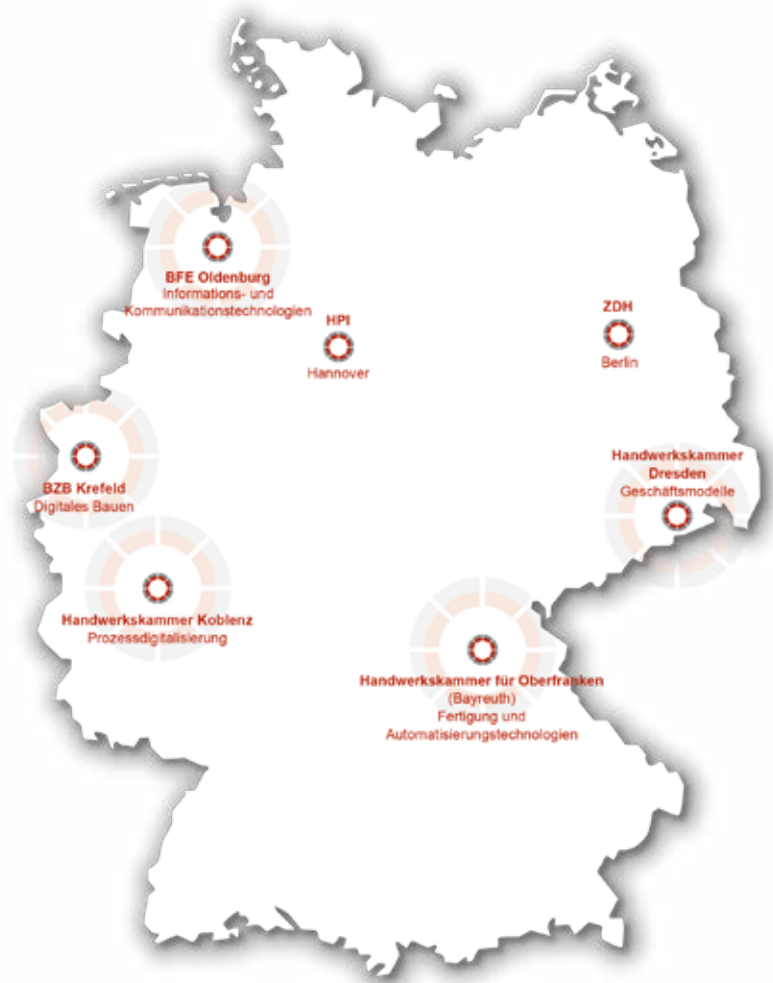 BFE Oldenburg
Informations- und
Kommunikationstechnologien
HPI
Hannover
ZDH
Berlin
BZB Krefeld
Digitales Bauen
Handwerkskammer
Dresden
Geschäftsmodelle
Handwerkskammer Koblenz
Prozessdigitalisierung
Handwerkskammer für Oberfranken
(Bayreuth)
Fertigung und
Automatisierungstechnologien